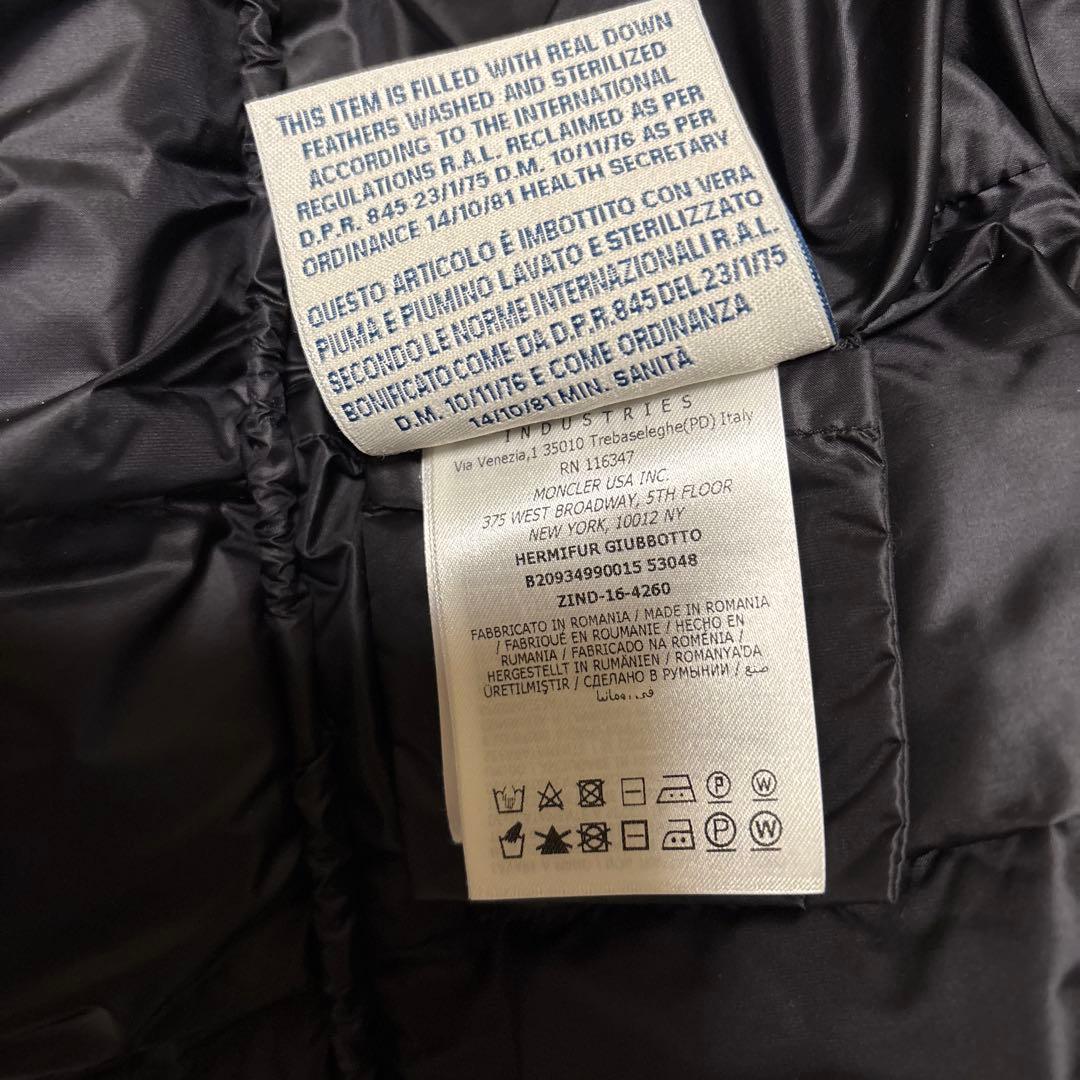 THIS ITEM IS FILLED WITH REAL DOWN
FEATHERS WASHED AND STERILIZED
ACCORDING TO THE INTERNATIONAL
REGULATIONS R.A.L. RECLAIMED AS PER
D.P.R. 845 23/1/75 D.M. 10/11/76 AS PER
ORDINANCE 14/10/81 HEALTH SECRETARY
QUESTO ARTICOLO É IMBOTTITO CON VERA
PIUMA E PIUMINO LAVATO E STERILIZZATO
SECONDO LE NORME INTERNAZIONALI R.A.L.
BONIFICATO COME DA D.P.R. 845 DEL 23/1/75
D.M. 10/11/76 E COME ORDINANZA
14/10/81 MIN. SANITÀ
INDUSTRIES
Via Venezia,1 35010 Trebaseleghe(PD) Italy
RN 116347
MONCLER USA INC.
375 WEST BROADWAY, 5TH FLOOR
NEW YORK, 10012 NY
HERMIFUR GIUBBOTTO
B20934990015 53048
ZIND-16-4260
FABBRICATO IN ROMANIA / MADE IN ROMANIA
/ FABRIQUÉ EN ROUMANIE / HECHO EN
RUMANIA / FABRICADO NA ROMÉNIA /
HERGESTELLT IN RUMÄNIEN / ROMANYA'DA
ÜRETILMIŞTIR / СДЕЛАНО В РУМЫНИИ / صنع
في رومانيا
P W
P W